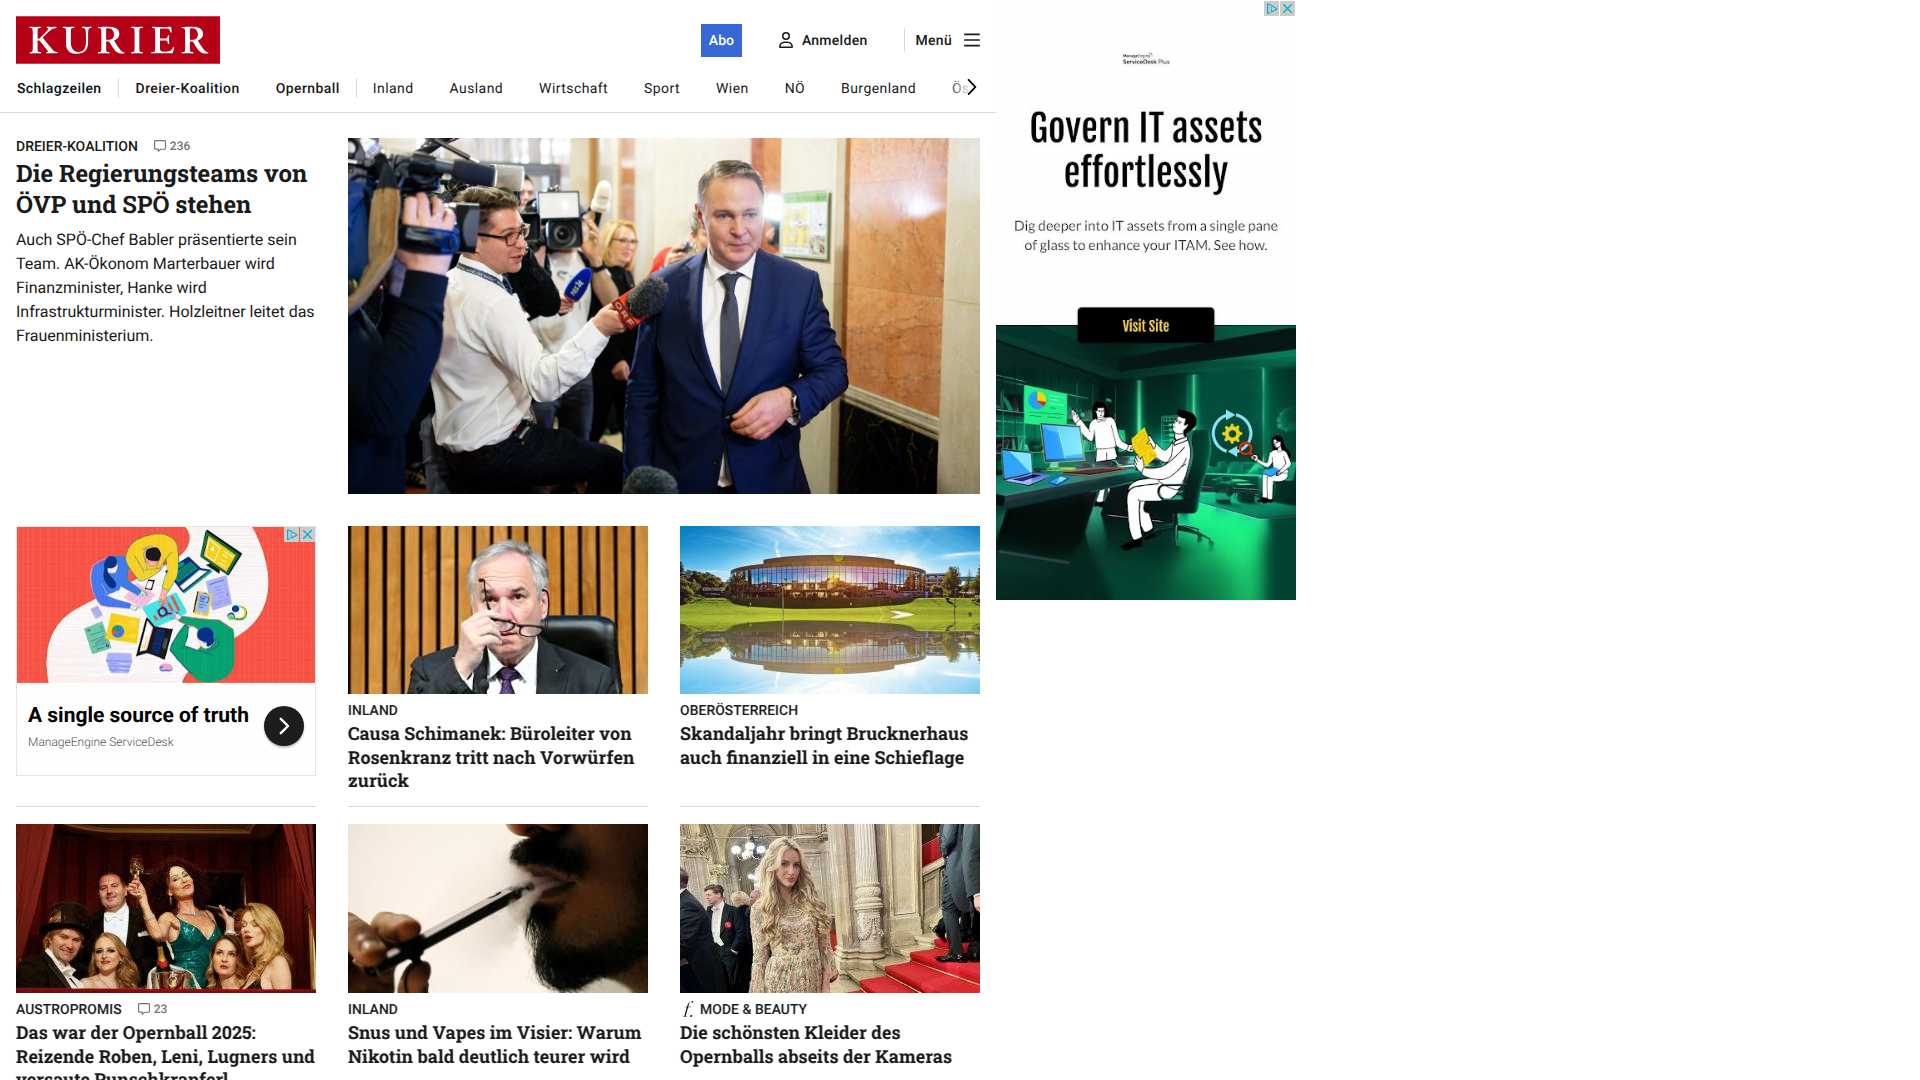 KURIER
Abo
Anmelden
Menü
Schlagzeilen
Dreier-Koalition
Opernball
Inland
Ausland
Wirtschaft
Sport
Wien
NÖ
Burgenland
DREIER-KOALITION 236
Die Regierungsteams von
ÖVP und SPÖ stehen
Auch SPÖ-Chef Babler präsentierte sein
Team. AK-Ökonom Marterbauer wird
Finanzminister, Hanke wird
Infrastrukturminister. Holzleitner leitet das
Frauenministerium.
ManageEngine
ServiceDesk Plus
Govern IT assets
effortlessly
Dig deeper into IT assets from a single pane
of glass to enhance your ITAM. See how.
Visit Site
A single source of truth
ManageEngine ServiceDesk
INLAND
Causa Schimanek: Büroleiter von
Rosenkranz tritt nach Vorwürfen
zurück
OBERÖSTERREICH
Skandaljahr bringt Brucknerhaus
auch finanziell in eine Schieflage
AUSTROPROMIS 23
Das war der Opernball 2025:
Reizende Roben, Leni, Lugners und
versaute Punschkrapferl
INLAND
Snus und Vapes im Visier: Warum
Nikotin bald deutlich teurer wird
f. MODE & BEAUTY
Die schönsten Kleider des
Opernballs abseits der Kameras